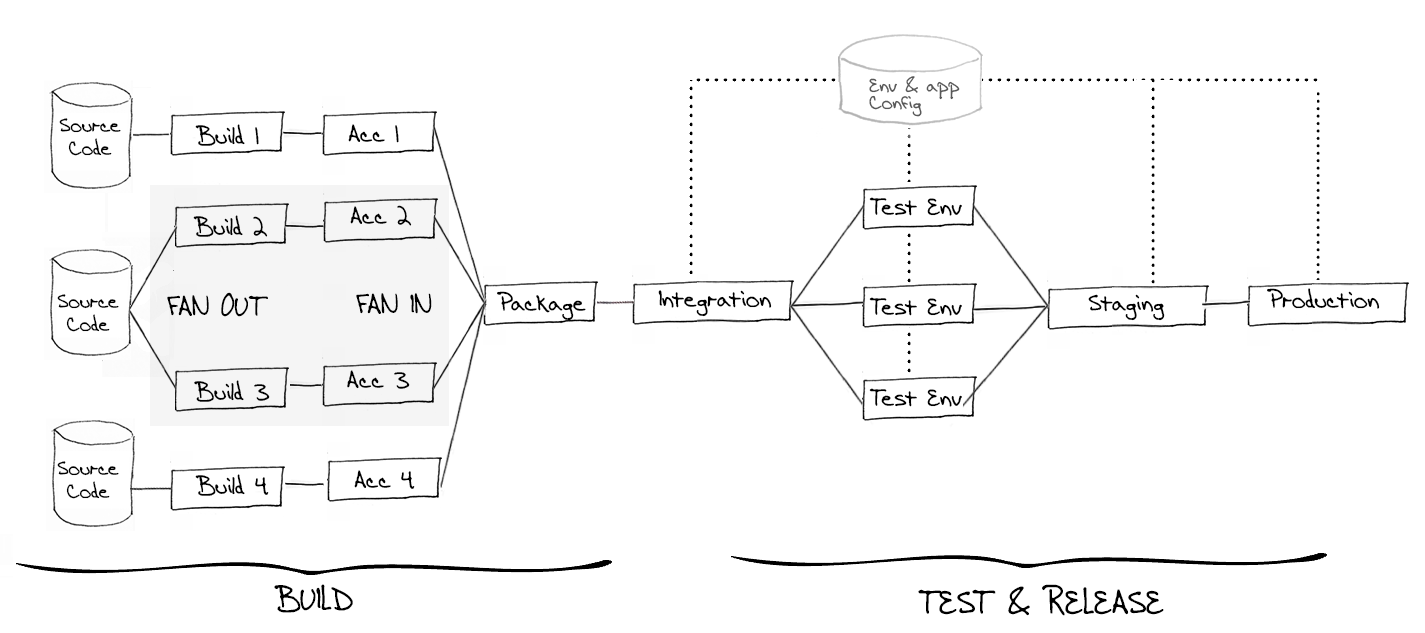 Env & app
Config
Source
Code
Build 1
Acc 1
Build 2
Acc 2
Test Env
Source
Code
FAN OUT
FAN IN
Package
Integration
Test Env
Staging
Production
Build 3
Acc 3
Test Env
Source
Code
Build 4
Acc 4
BUILD
TEST & RELEASE